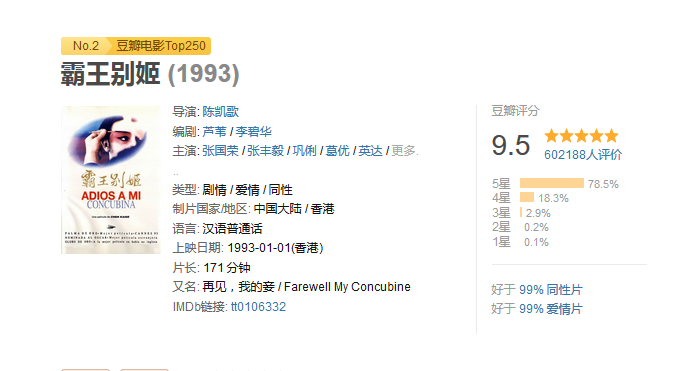 No.2 豆瓣电影Top250
霸王别姬 (1993)
霸王别姬
ADIOS A MI
CONCUBINA
导演: 陈凯歌
编剧: 芦苇 / 李碧华
主演: 张国荣 / 张丰毅 / 巩俐 / 葛优 / 英达 / 更多.
..
类型: 剧情 / 爱情 / 同性
制片国家/地区: 中国大陆 / 香港
语言: 汉语普通话
上映日期: 1993-01-01(香港)
片长: 171 分钟
又名: 再见，我的妾 / Farewell My Concubine
IMDb链接: tt0106332
豆瓣评分
9.5
602188人评价
5星 78.5%
4星 18.3%
3星 2.9%
2星 0.2%
1星 0.1%
好于 99% 同性片
好于 99% 爱情片